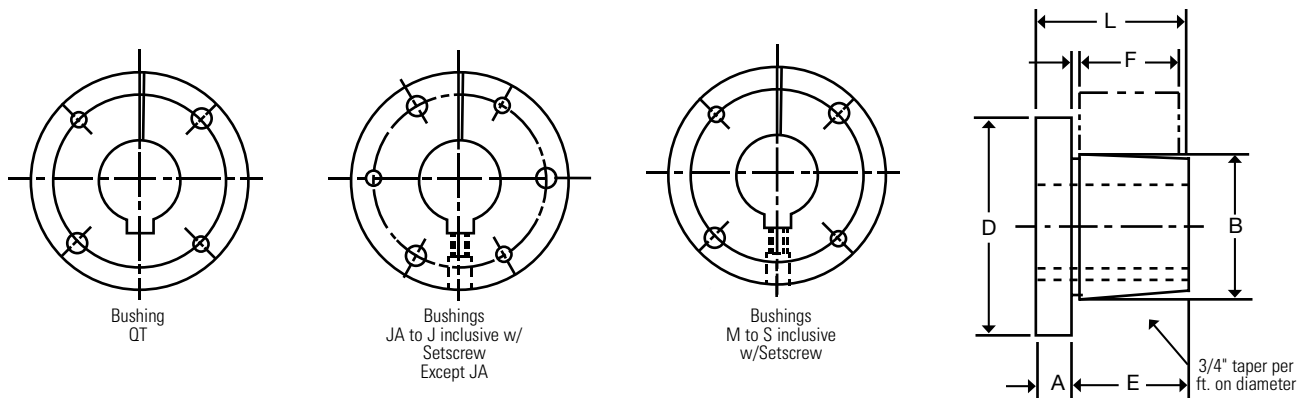 Bushing
QT
Bushings
JA to J inclusive w/
Setscrew
Except JA
Bushings
M to S inclusive
w/Setscrew
L
F
D
B
A
E
3/4" taper per
ft. on diameter